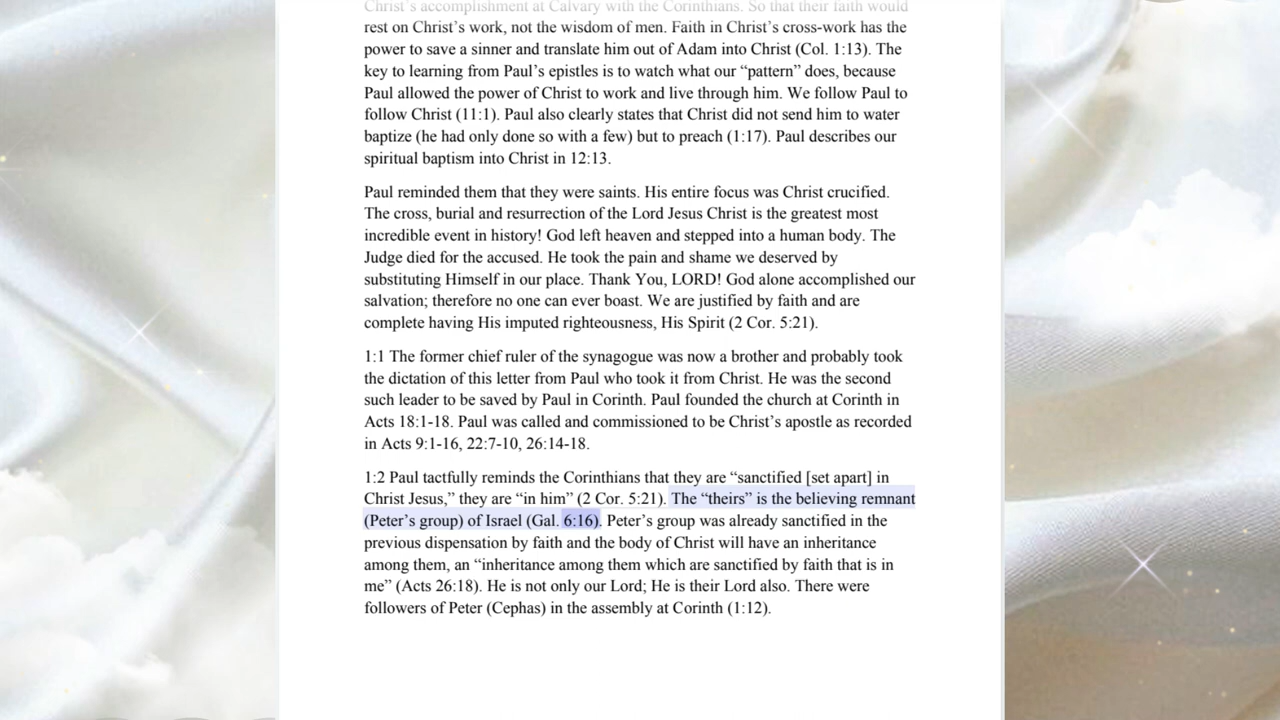 Christ's accomplishment at Calvary with the Corinthians. So that their faith would
rest on Christ's work, not the wisdom of men. Faith in Christ's cross-work has the
power to save a sinner and translate him out of Adam into Christ (Col. 1:13). The
key to learning from Paul's epistles is to watch what our “pattern” does, because
Paul allowed the power of Christ to work and live through him. We follow Paul to
follow Christ (11:1). Paul also clearly states that Christ did not send him to water
baptize (he had only done so with a few) but to preach (1:17). Paul describes our
spiritual baptism into Christ in 12:13.
Paul reminded them that they were saints. His entire focus was Christ crucified.
The cross, burial and resurrection of the Lord Jesus Christ is the greatest most
incredible event in history! God left heaven and stepped into a human body. The
Judge died for the accused. He took the pain and shame we deserved by
substituting Himself in our place. Thank You, LORD! God alone accomplished our
salvation; therefore no one can ever boast. We are justified by faith and are
complete having His imputed righteousness, His Spirit (2 Cor. 5:21).
1:1 The former chief ruler of the synagogue was now a brother and probably took
the dictation of this letter from Paul who took it from Christ. He was the second
such leader to be saved by Paul in Corinth. Paul founded the church at Corinth in
Acts 18:1-18. Paul was called and commissioned to be Christ's apostle as recorded
in Acts 9:1-16, 22:7-10, 26:14-18.
1:2 Paul tactfully reminds the Corinthians that they are “sanctified [set apart] in
Christ Jesus,” they are “in him” (2 Cor. 5:21). The “theirs” is the believing remnant
(Peter's group) of Israel (Gal. 6:16). Peter's group was already sanctified in the
previous dispensation by faith and the body of Christ will have an inheritance
among them, an “inheritance among them which are sanctified by faith that is in
me” (Acts 26:18). He is not only our Lord; He is their Lord also. There were
followers of Peter (Cephas) in the assembly at Corinth (1:12).